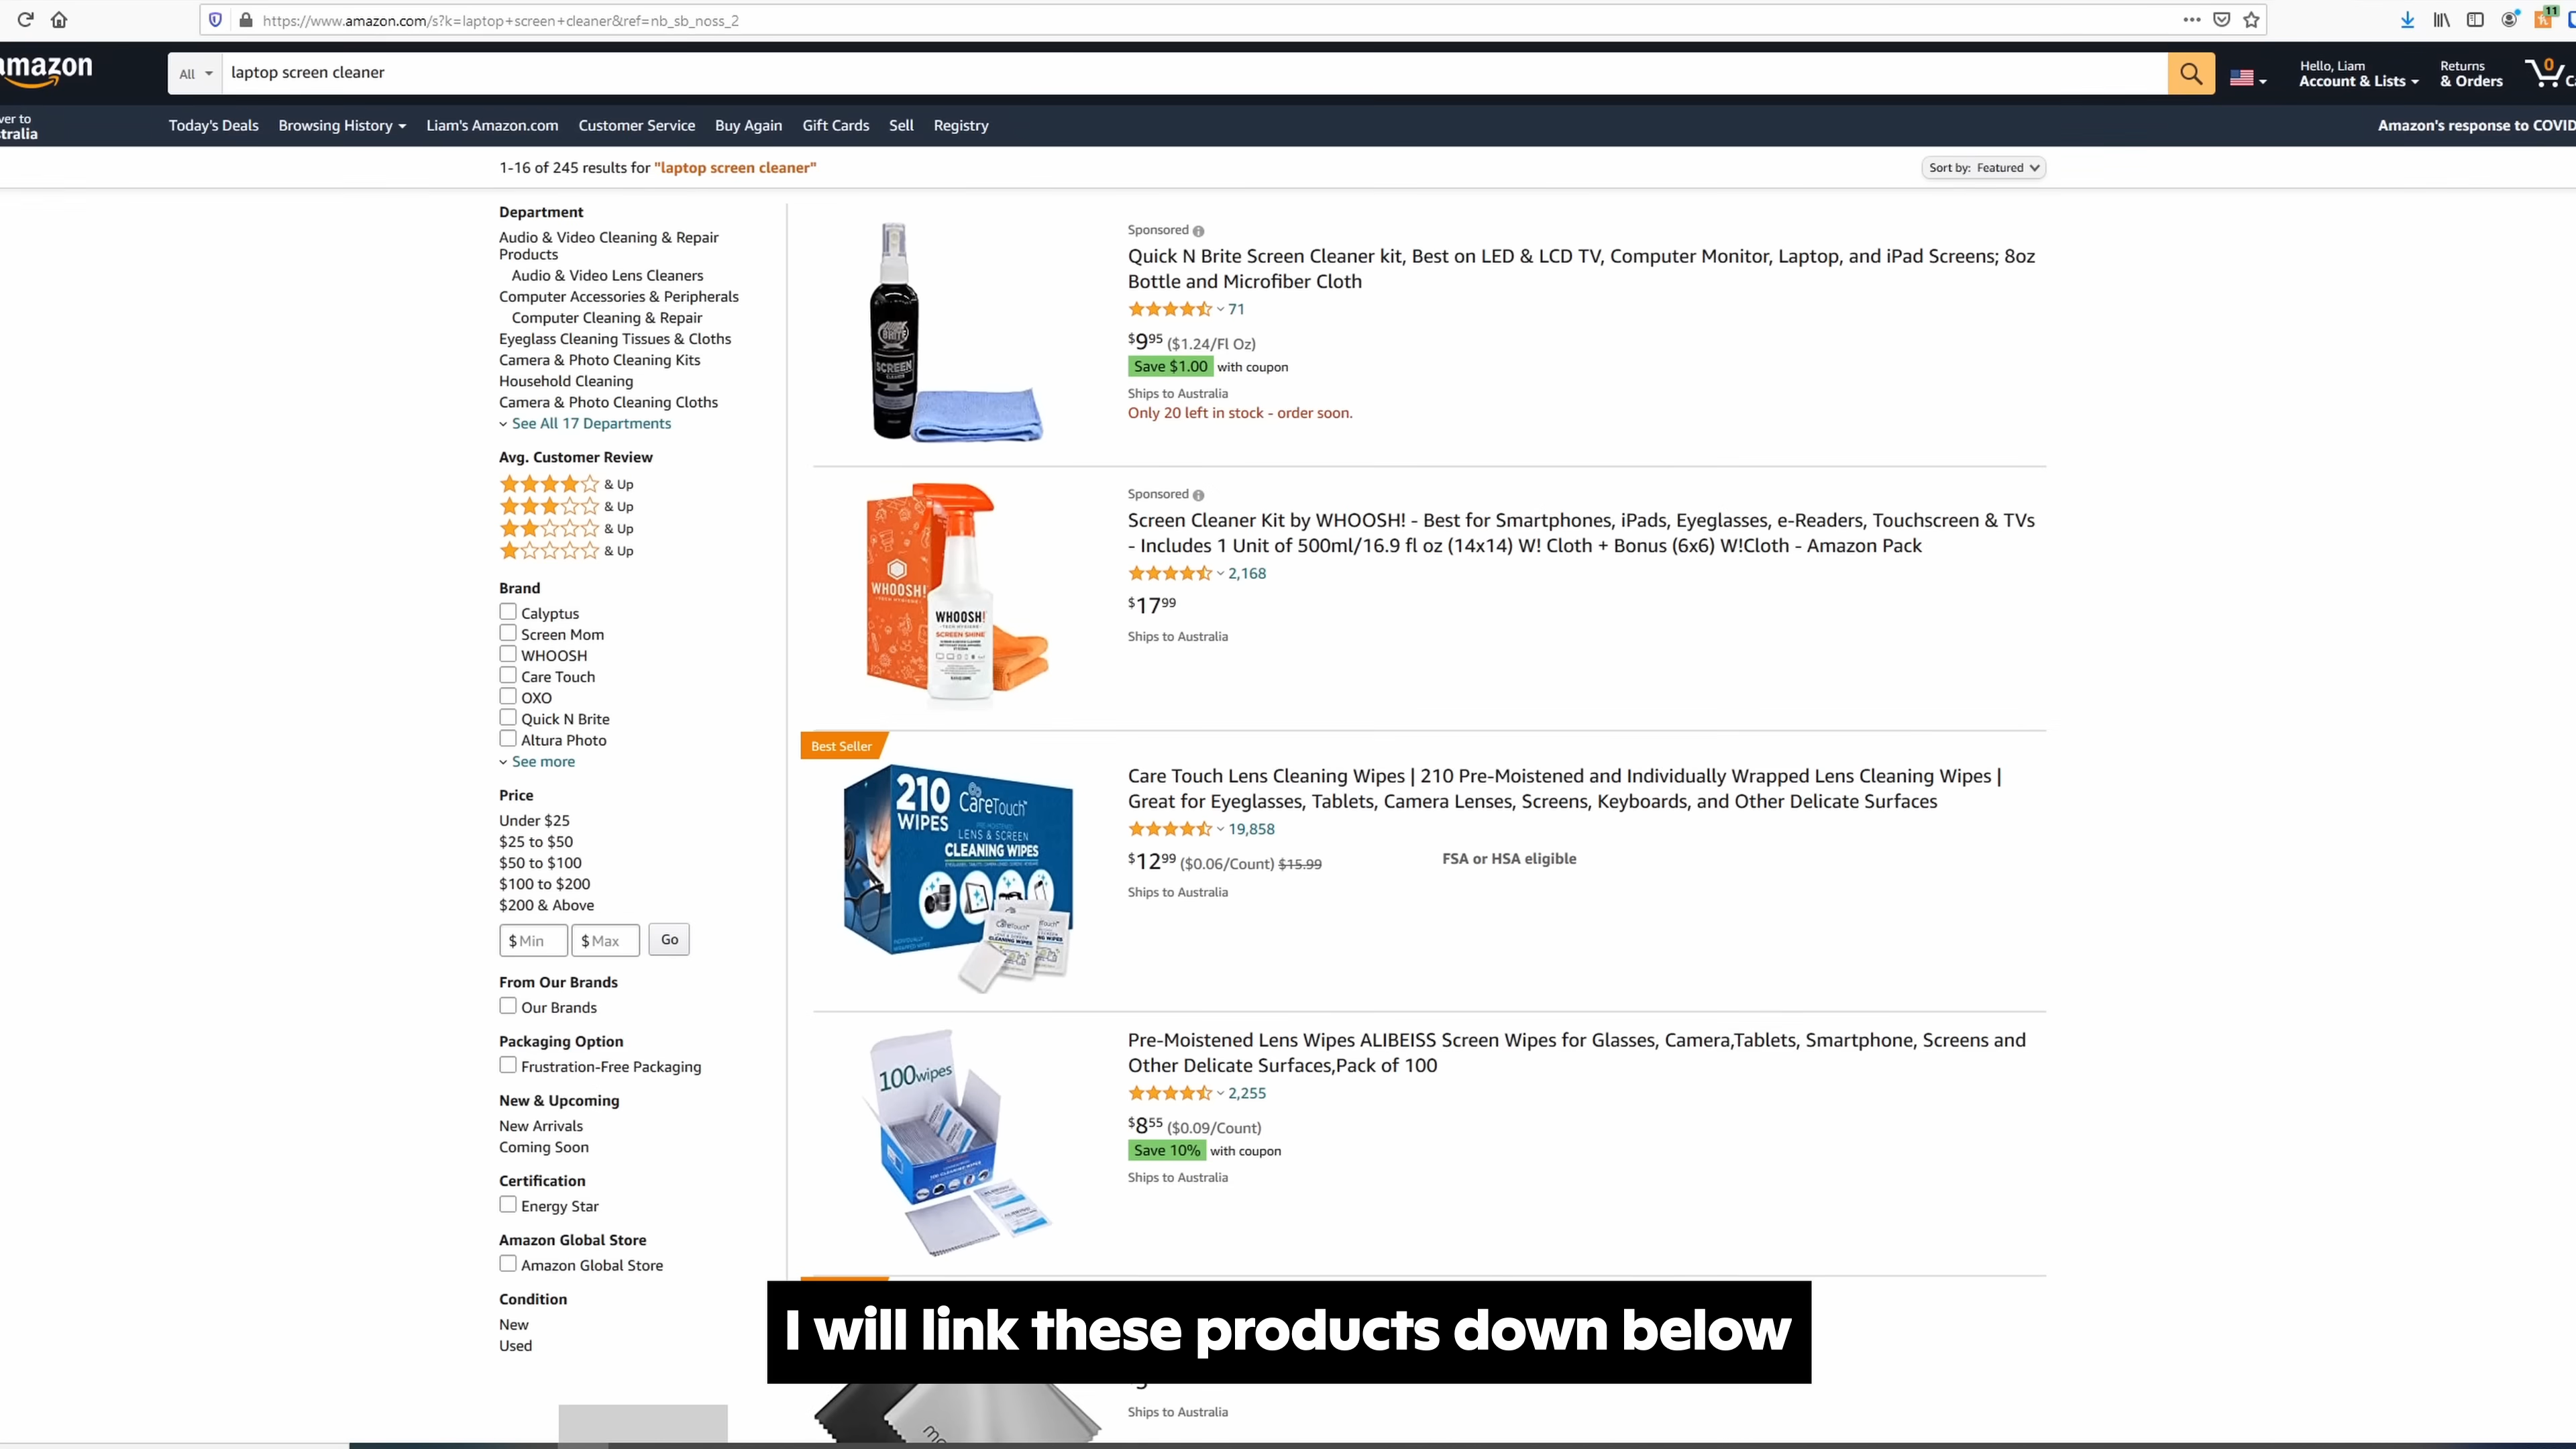 https://www.amazon.com/s?k=laptop+screen+cleaner&ref=nb_sb_noss_2
11
amazon
All
laptop screen cleaner
Hello, Liam
Account & Lists
Returns
& Orders
0
Today's Deals
Browsing History
Liam's Amazon.com
Customer Service
Buy Again
Gift Cards
Sell
Registry
Amazon's response to COVID
1-16 of 245 results for "laptop screen cleaner"
Sort by: Featured
Department
Audio & Video Cleaning & Repair
Products
Audio & Video Lens Cleaners
Computer Accessories & Peripherals
Computer Cleaning & Repair
Eyeglass Cleaning Tissues & Cloths
Camera & Photo Cleaning Kits
Household Cleaning
Camera & Photo Cleaning Cloths
See All 17 Departments
Avg. Customer Review
& Up
& Up
& Up
& Up
Brand
Calyptus
Screen Mom
WHOOSH
Care Touch
OXO
Quick N Brite
Altura Photo
See more
Price
Under $25
$25 to $50
$50 to $100
$100 to $200
$200 & Above
$ Min
$ Max
Go
From Our Brands
Our Brands
Packaging Option
Frustration-Free Packaging
New & Upcoming
New Arrivals
Coming Soon
Certification
Energy Star
Amazon Global Store
Amazon Global Store
Condition
New
Used
BRITE
SCREEN
Sponsored
Quick N Brite Screen Cleaner kit, Best on LED & LCD TV, Computer Monitor, Laptop, and iPad Screens; 8oz
Bottle and Microfiber Cloth
71
$9.95 ($1.24/Fl Oz)
Save $1.00 with coupon
Ships to Australia
Only 20 left in stock - order soon.
WHOOSH!
WHOOSH!
SCREEN SHINE
Sponsored
Screen Cleaner Kit by WHOOSH! - Best for Smartphones, iPads, Eyeglasses, e-Readers, Touchscreen & TVs
- Includes 1 Unit of 500ml/16.9 fl oz (14x14) W! Cloth + Bonus (6x6) W!Cloth - Amazon Pack
2,168
$17.99
Ships to Australia
Best Seller
210
WIPES
CareTouch
LENS & SCREEN
CLEANING WIPES
Care Touch Lens Cleaning Wipes | 210 Pre-Moistened and Individually Wrapped Lens Cleaning Wipes |
Great for Eyeglasses, Tablets, Camera Lenses, Screens, Keyboards, and Other Delicate Surfaces
19,858
$12.99 ($0.06/Count) $15.99
FSA or HSA eligible
Ships to Australia
100wipes
Pre-Moistened Lens Wipes ALIBEISS Screen Wipes for Glasses, Camera,Tablets, Smartphone, Screens and
Other Delicate Surfaces,Pack of 100
2,255
$8.55 ($0.09/Count)
Save 10% with coupon
Ships to Australia
I will link these products down below
Ships to Australia